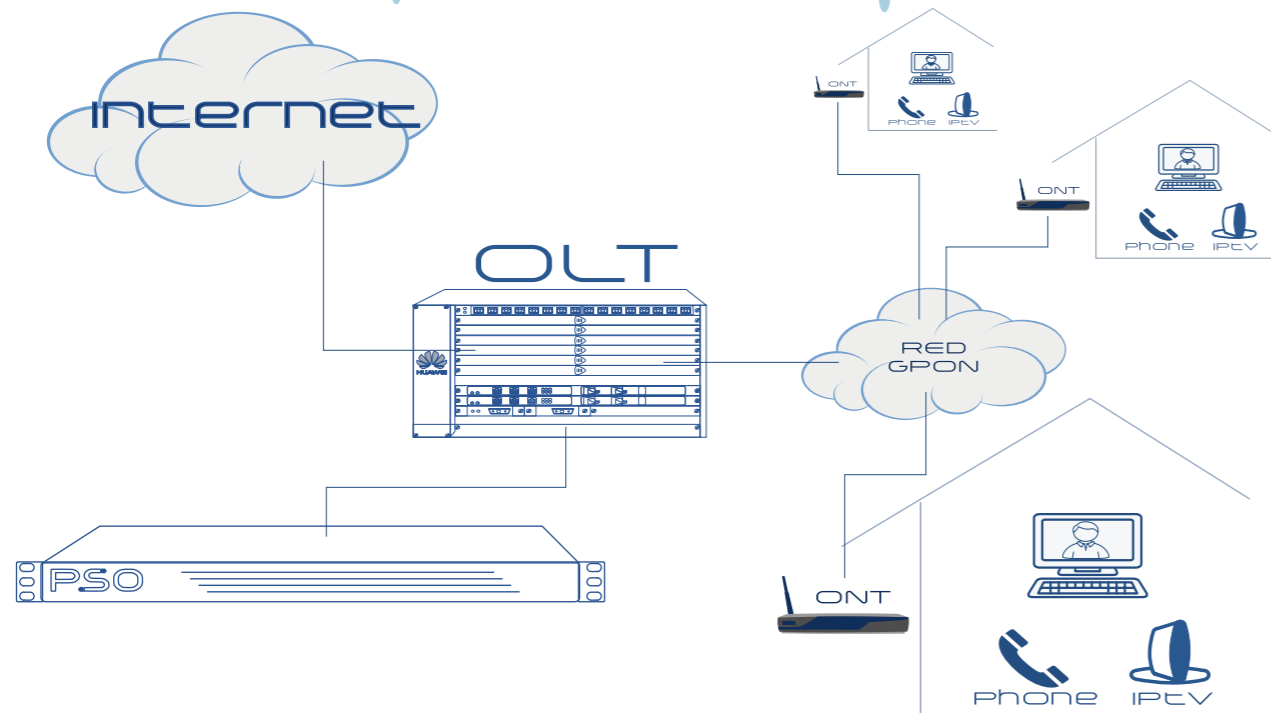 Internet
OLT
HUAWEI
PSO
RED
GPON
ONT
Phone IPTV
ONT
Phone IPTV
ONT
Phone IPTV